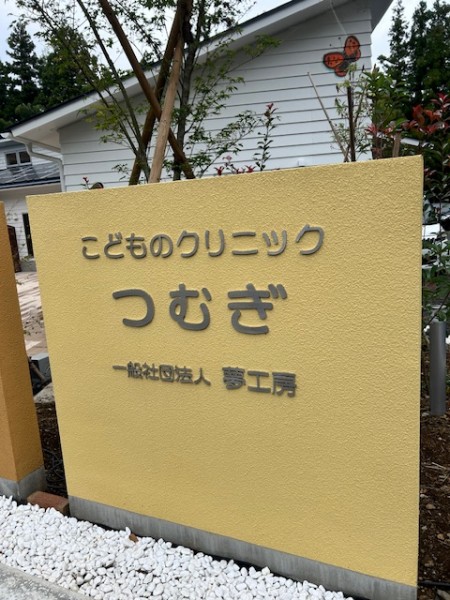 こどものクリニック
つむぎ
一般社団法人 夢工房